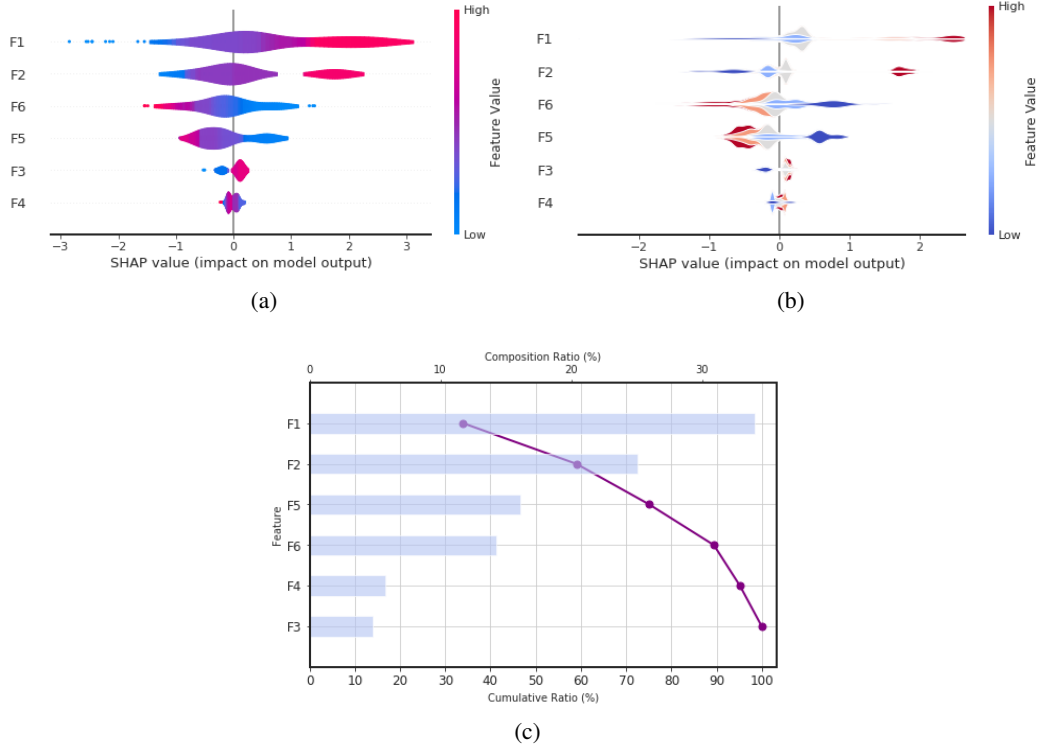 High
F1
F2
F6
F5
F3
F4
Feature Value
Low
−3 −2 −1 0 1 2 3
SHAP value (impact on model output)
(a)
High
F1
F2
F6
F5
F3
F4
Feature Value
Low
−2 −1 0 1 2
SHAP value (impact on model output)
(b)
Composition Ratio (%)
0 10 20 30
F1
F2
F5
F6
F4
F3
Feature
0 10 20 30 40 50 60 70 80 90 100
Cumulative Ratio (%)
(c)